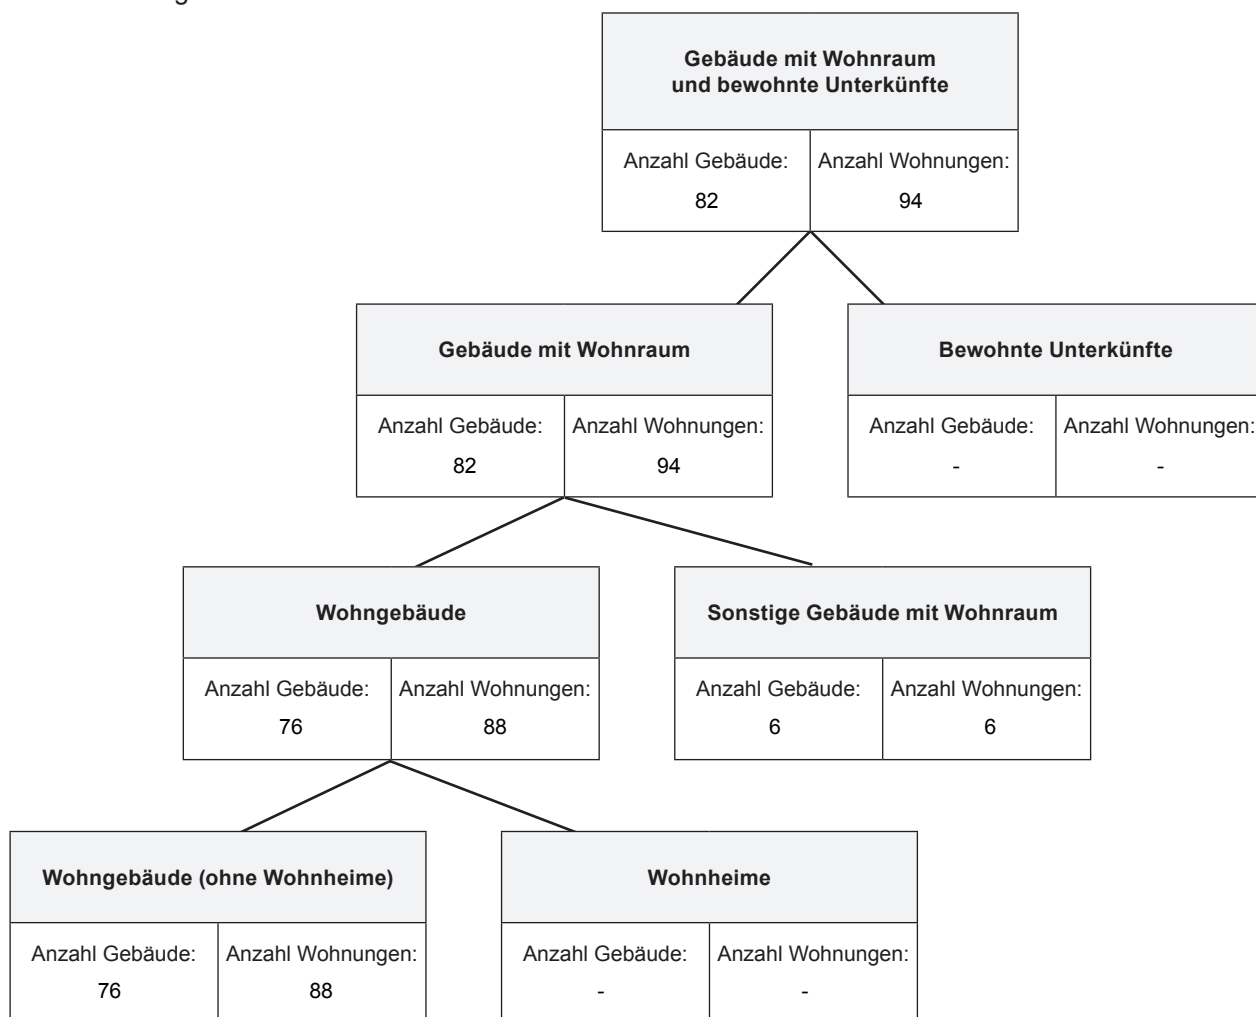 Gebäude mit Wohnraum
und bewohnte Unterkünfte
Anzahl Gebäude: Anzahl Wohnungen:
82 94
Gebäude mit Wohnraum Bewohnte Unterkünfte
Anzahl Gebäude: Anzahl Wohnungen: Anzahl Gebäude: Anzahl Wohnungen:
82 94 - -
Wohngebäude Sonstige Gebäude mit Wohnraum
Anzahl Gebäude: Anzahl Wohnungen: Anzahl Gebäude: Anzahl Wohnungen:
76 88 6 6
Wohngebäude (ohne Wohnheime) Wohnheime
Anzahl Gebäude: Anzahl Wohnungen: Anzahl Gebäude: Anzahl Wohnungen:
76 88 - -